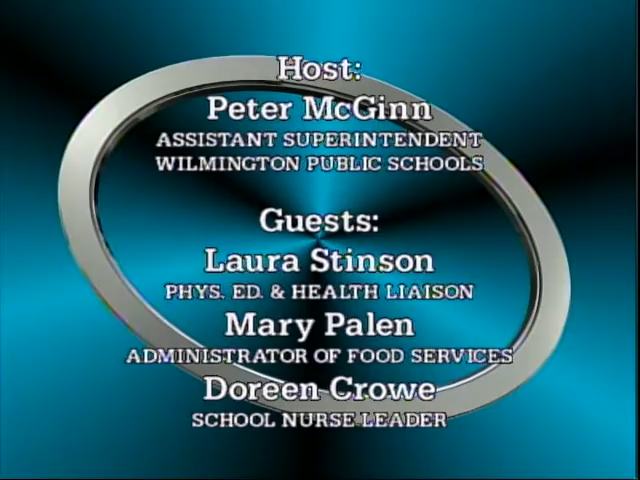 Host:
Peter McGinn
ASSISTANT SUPERINTENDENT
WILMINGTON PUBLIC SCHOOLS
Guests:
Laura Stinson
PHYS. ED. & HEALTH LIAISON
Mary Palen
ADMINISTRATOR OF FOOD SERVICES
Doreen Crowe
SCHOOL NURSE LEADER